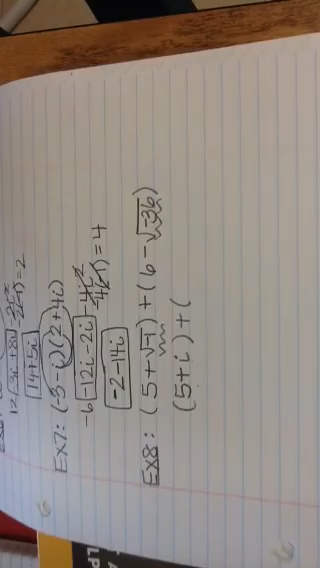 14+5i
Ex7: (-3-i)(2+4i)
-6-12i-2i-4i²
-4(-1)=4
-2-14i
Ex8: (5+√-1)+(6-√-36)
(5+i)+(